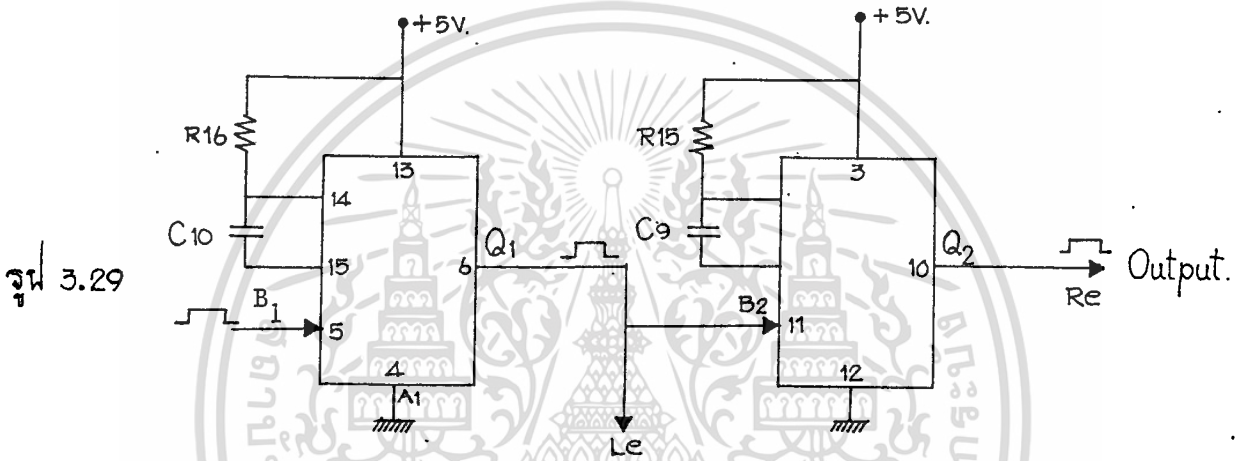 +5V.
+5V.
R16
13
14
C10
15
Q1
6
B1
5
4
A1
Le
R15
3
C9
Q2
10
B2
11
12
Re
Output.
รูป 3.29